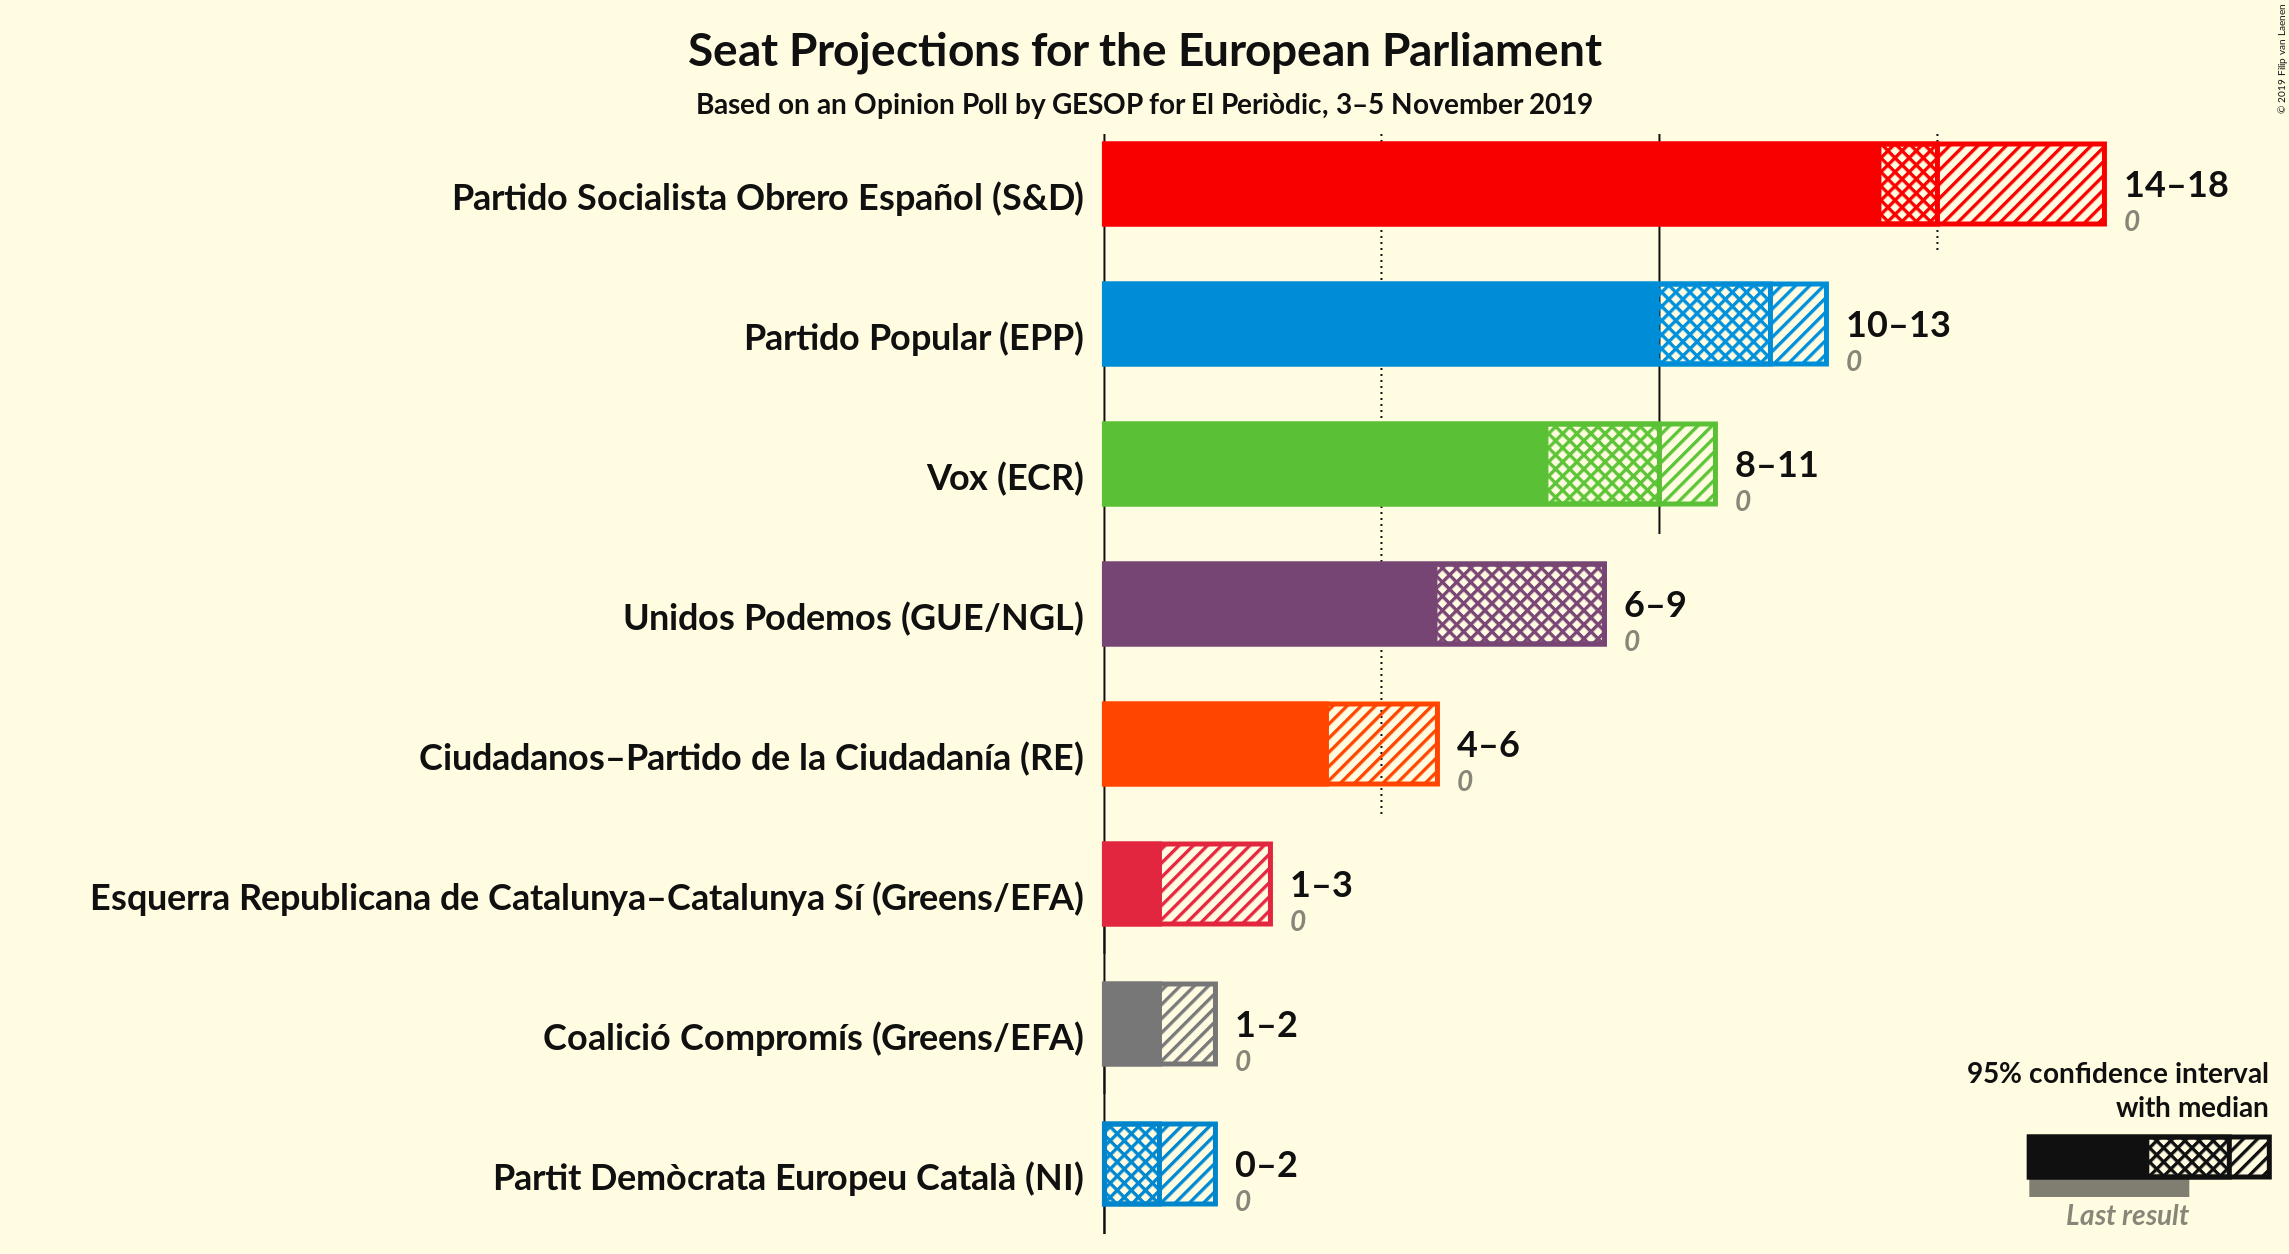 Seat Projections for the European Parliament
Based on an Opinion Poll by GESOP for El Periòdic, 3–5 November 2019
© 2019 Filip van Laenen
Partido Socialista Obrero Español (S&D)
14–18
0
Partido Popular (EPP)
10–13
0
Vox (ECR)
8–11
0
Unidos Podemos (GUE/NGL)
6–9
0
Ciudadanos–Partido de la Ciudadanía (RE)
4–6
0
Esquerra Republicana de Catalunya–Catalunya Sí (Greens/EFA)
1–3
0
Coalició Compromís (Greens/EFA)
1–2
0
Partit Demòcrata Europeu Català (NI)
0–2
0
95% confidence interval
with median
Last result